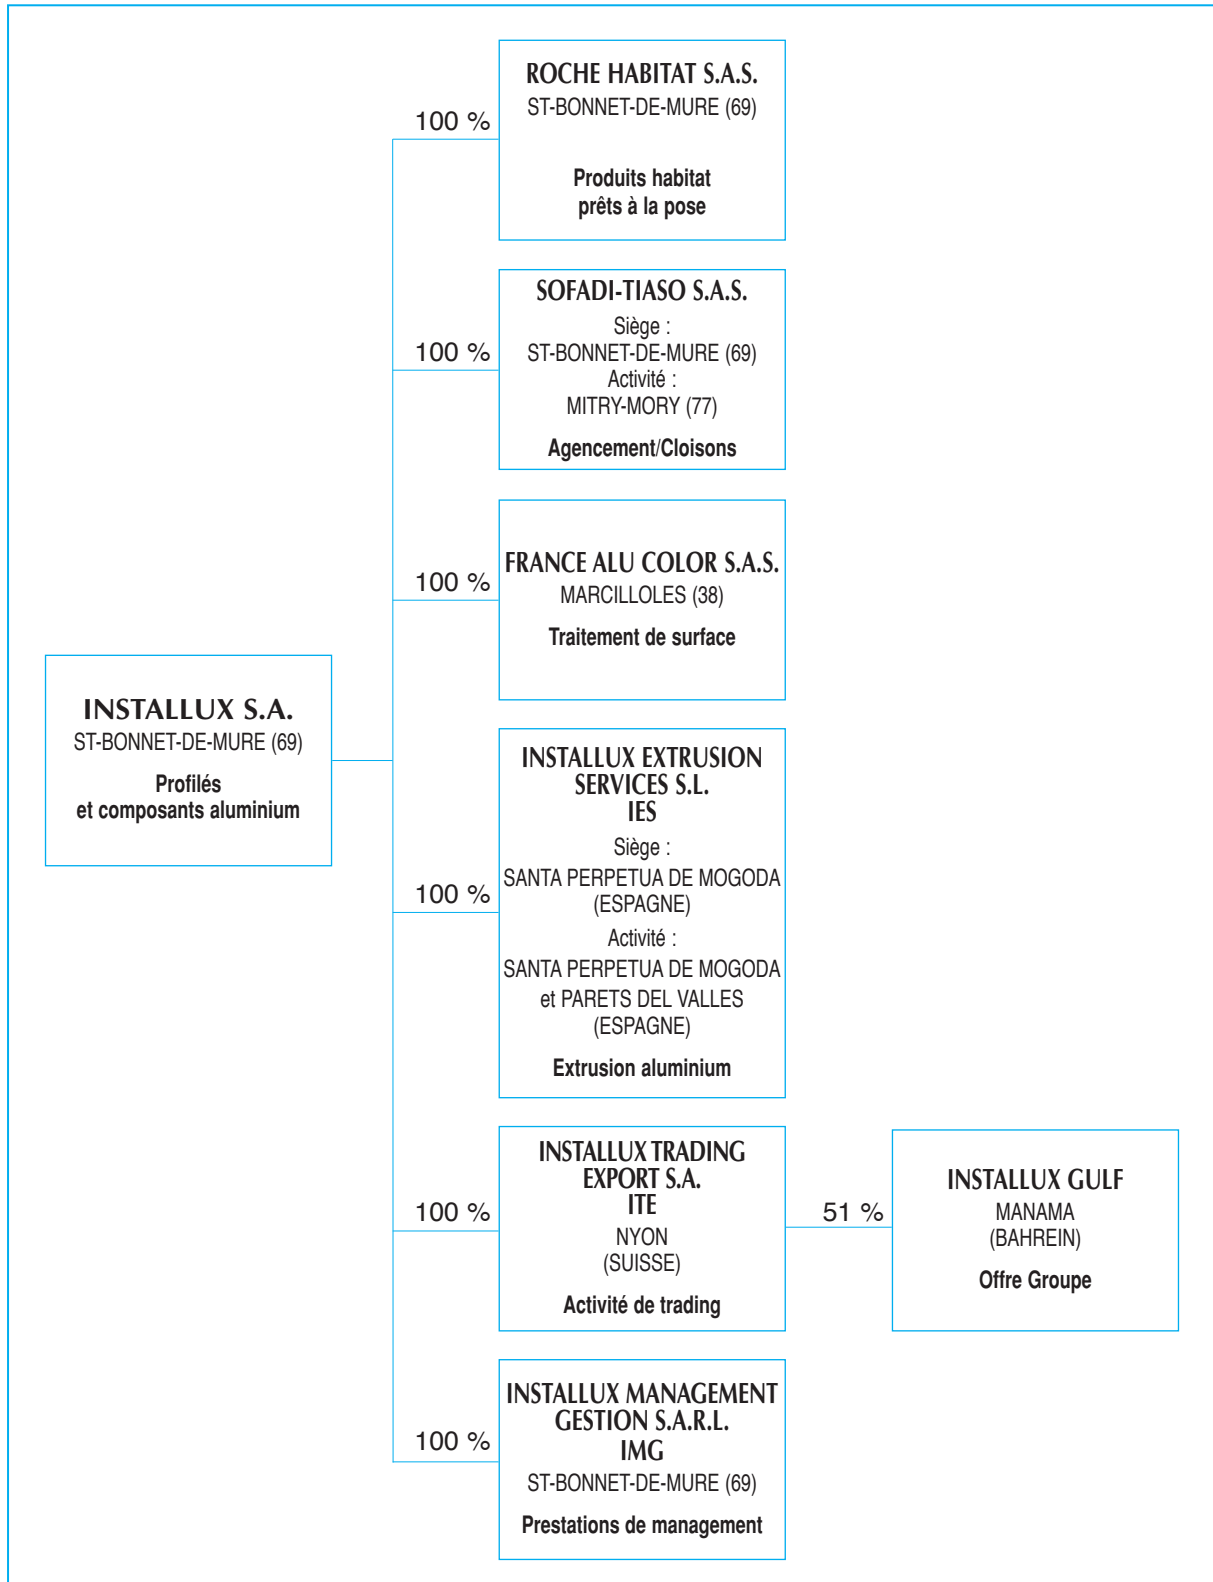 ROCHE HABITAT S.A.S.
ST-BONNET-DE-MURE (69)
100 %
Produits habitat
prêts à la pose
SOFADI-TIASO S.A.S.
Siège :
ST-BONNET-DE-MURE (69)
100 %
Activité :
MITRY-MORY (77)
Agencement/Cloisons
FRANCE ALU COLOR S.A.S.
100 %
MARCILLOLES (38)
Traitement de surface
INSTALLUX S.A.
ST-BONNET-DE-MURE (69)
Profilés
et composants aluminium
INSTALLUX EXTRUSION
SERVICES S.L.
IES
Siège :
100 %
SANTA PERPETUA DE MOGODA
(ESPAGNE)
Activité :
SANTA PERPETUA DE MOGODA
et PARETS DEL VALLES
(ESPAGNE)
Extrusion aluminium
INSTALLUX TRADING
EXPORT S.A.
ITE
100 %
NYON
(SUISSE)
Activité de trading
51 %
INSTALLUX GULF
MANAMA
(BAHREIN)
Offre Groupe
INSTALLUX MANAGEMENT
GESTION S.A.R.L.
100 %
IMG
ST-BONNET-DE-MURE (69)
Prestations de management